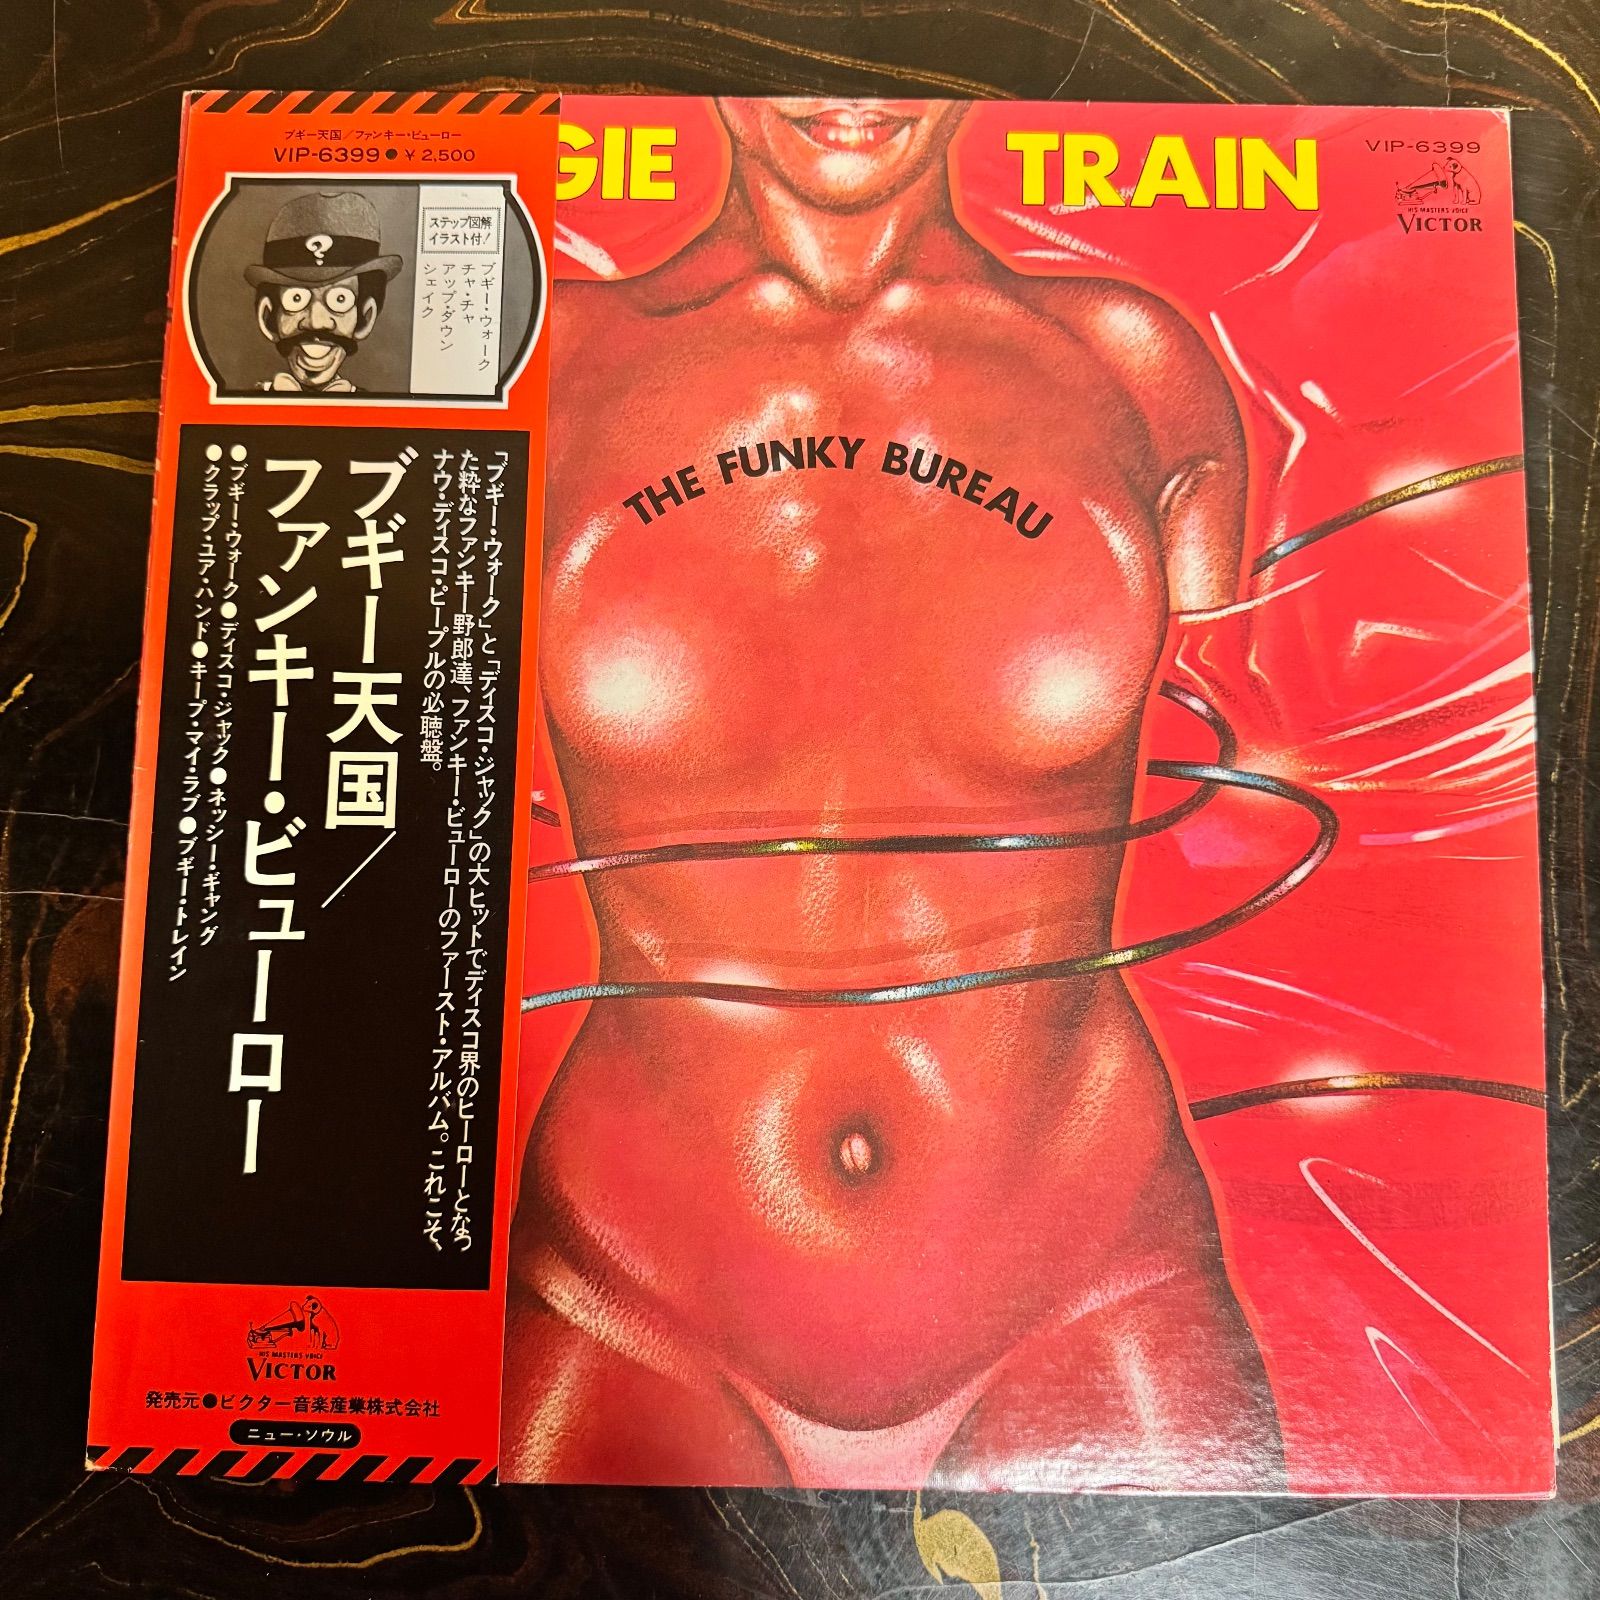 ブギー天国/ファンキー・ビューロー
VIP-6399●¥2,500
?
ステップ図解
イラスト付!
ブギー・ウォーク
チャ・チャ
アップ・ダウン
シェイク
「ブギー・ウォーク」と「ディスコ・ジャック」の大ヒットでディスコ界のヒーローとなっ
た粋なファンキー野郎達、ファンキー・ビューローのファースト・アルバム。これこそ、
ナウ・ディスコ・ピープルの必聴盤。
ブギー天国/
ファンキー・ビューロー
●ブギー・ウォーク●ディスコ・ジャック●ネッシー・ギャング
●クラップ・ユア・ハンド●キープ・マイ・ラブ●ブギー・トレイン
HIS MASTERS VOICE
VICTOR
発売元●ビクター音楽産業株式会社
ニュー・ソウル
GIE TRAIN
VIP-6399
HIS MASTERS VOICE
VICTOR
THE FUNKY BUREAU